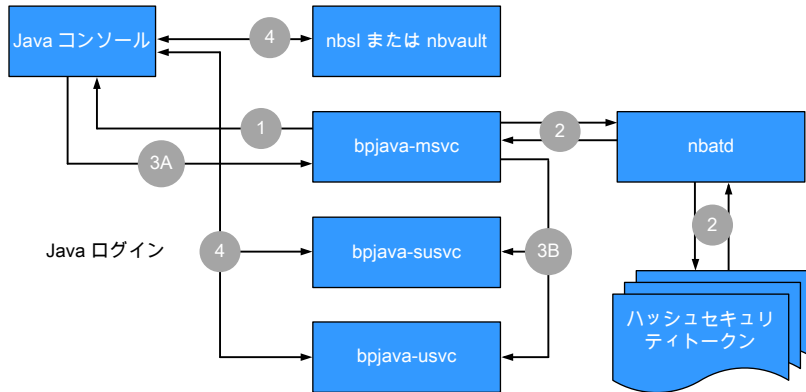 Java コンソール
4
nbsl または nbvault
1
bpjava-msvc
2
nbatd
3A
2
Java ログイン
4
bpjava-susvc
3B
ハッシュセキュリ
ティトークン
bpjava-usvc